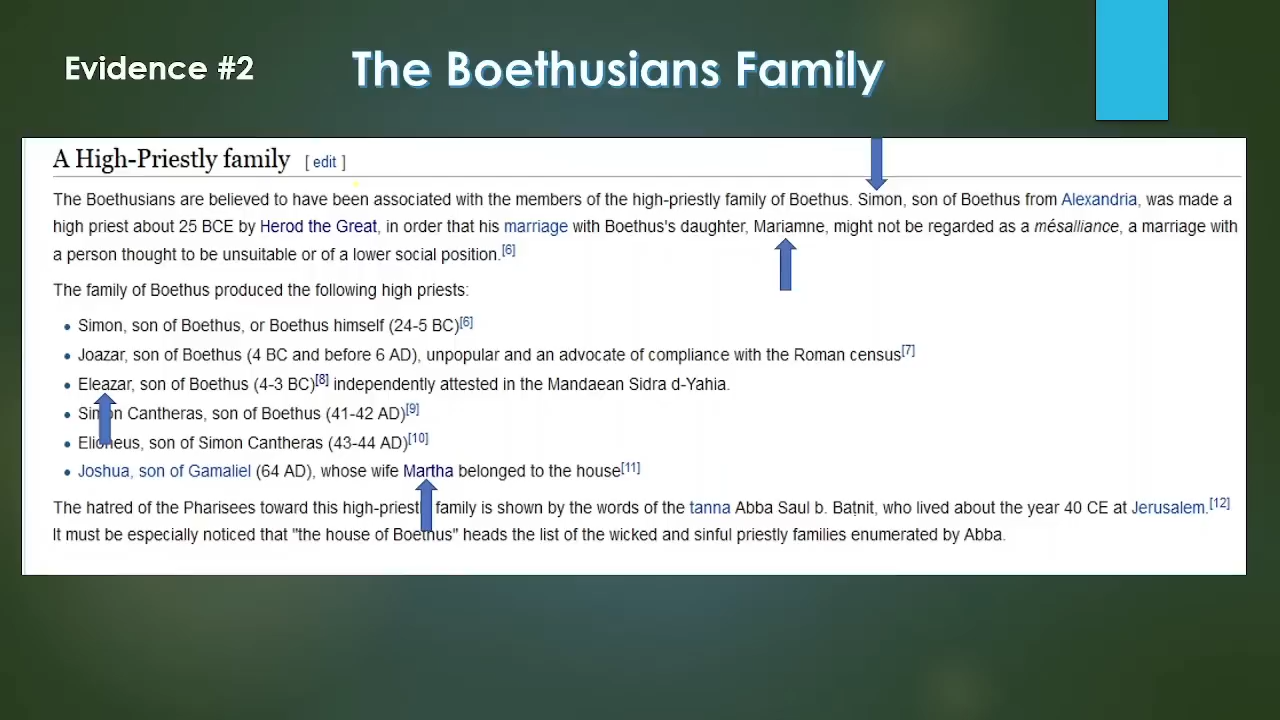 Evidence #2
The Boethusians Family
A High-Priestly family [ edit ]
The Boethusians are believed to have been associated with the members of the high-priestly family of Boethus. Simon, son of Boethus from Alexandria, was made a
high priest about 25 BCE by Herod the Great, in order that his marriage with Boethus's daughter, Mariamne, might not be regarded as a mésalliance, a marriage with
a person thought to be unsuitable or of a lower social position.[6]
The family of Boethus produced the following high priests:
• Simon, son of Boethus, or Boethus himself (24-5 BC)[6]
• Joazar, son of Boethus (4 BC and before 6 AD), unpopular and an advocate of compliance with the Roman census[7]
• Eleazar, son of Boethus (4-3 BC)[8] independently attested in the Mandaean Sidra d-Yahia.
• Simon Cantheras, son of Boethus (41-42 AD)[9]
• Elioneus, son of Simon Cantheras (43-44 AD)[10]
• Joshua, son of Gamaliel (64 AD), whose wife Martha belonged to the house[11]
The hatred of the Pharisees toward this high-priestly family is shown by the words of the tanna Abba Saul b. Baṭnit, who lived about the year 40 CE at Jerusalem.[12]
It must be especially noticed that "the house of Boethus" heads the list of the wicked and sinful priestly families enumerated by Abba.